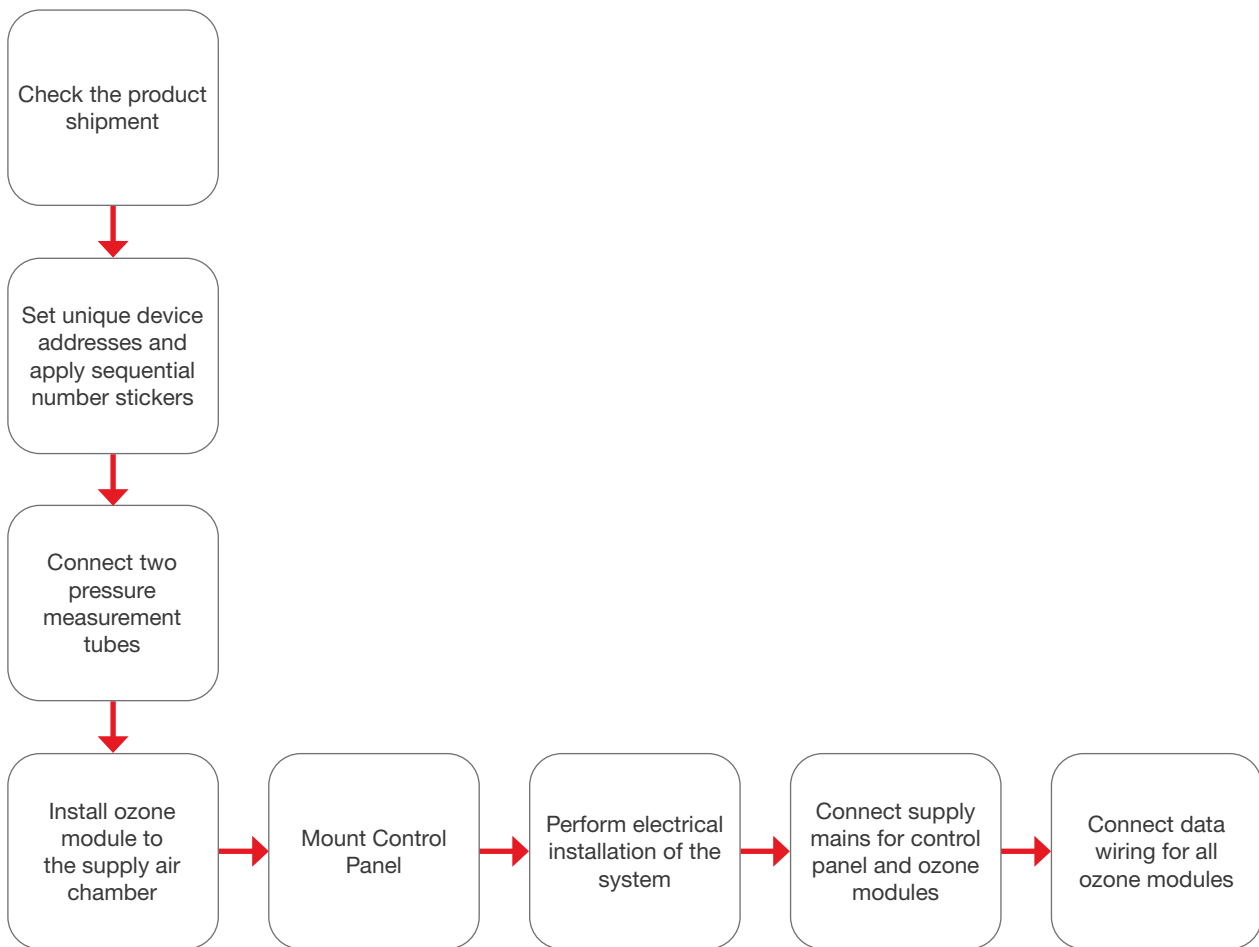 Check the product
shipment
Set unique device
addresses and
apply sequential
number stickers
Connect two
pressure
measurement
tubes
Install ozone
module to
the supply air
chamber
Mount Control
Panel
Perform electrical
installation of the
system
Connect supply
mains for control
panel and ozone
modules
Connect data
wiring for all
ozone modules